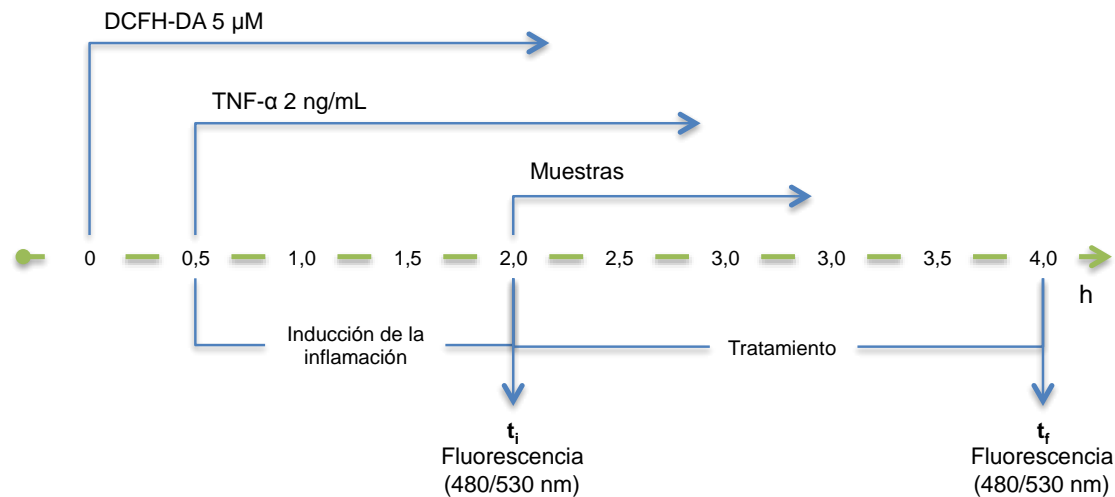 DCFH-DA 5 µM
TNF-α 2 ng/mL
Muestras
0 0,5 1,0 1,5 2,0 2,5 3,0 3,0 3,5 4,0
h
Inducción de la
inflamación
Tratamiento
ti
Fluorescencia
(480/530 nm)
tf
Fluorescencia
(480/530 nm)